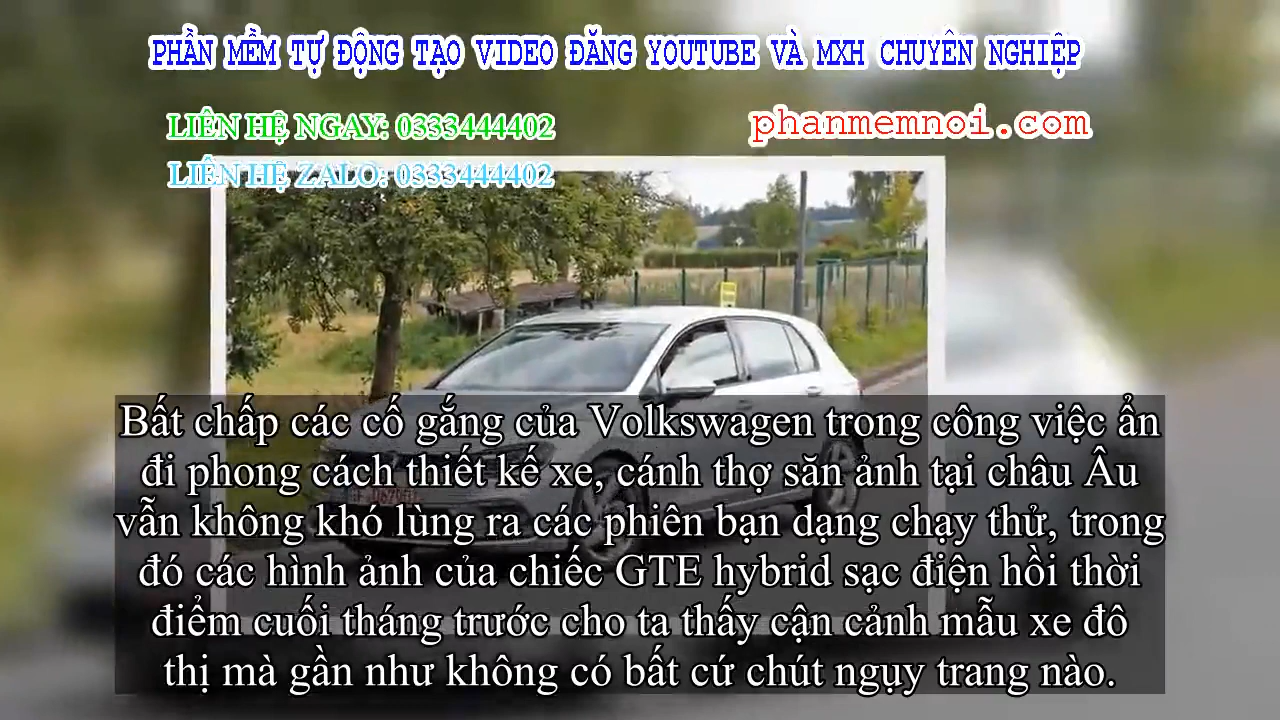 PHẦN MỀM TỰ ĐỘNG TẠO VIDEO ĐĂNG YOUTUBE VÀ MXH CHUYÊN NGHIỆP
LIÊN HỆ NGAY: 0333444402
phanmemnoi.com
LIÊN HỆ ZALO: 0333444402
Bất chấp các cố gắng của Volkswagen trong công việc ẩn
đi phong cách thiết kế xe, cánh thợ săn ảnh tại châu Âu
vẫn không khó lùng ra các phiên bạn dạng chạy thử, trong
đó các hình ảnh của chiếc GTE hybrid sạc điện hồi thời
điểm cuối tháng trước cho ta thấy cận cảnh mẫu xe đô
thị mà gần như không có bất cứ chút ngụy trang nào.